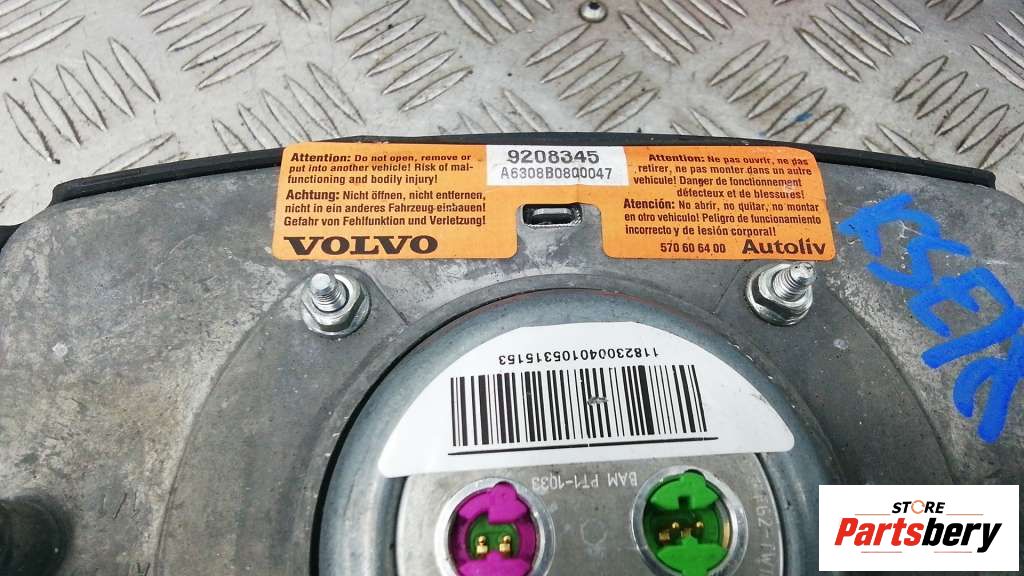 Attention: Do not open, remove or
put into another vehicle! Risk of mal-
functioning and bodily injury!
Achtung: Nicht öffnen, nicht entfernen,
nicht in ein anderes Fahrzeug einbauen!
Gefahr von Fehlfunktion und Verletzung!
VOLVO
9208345
A6308B0800047
Attention: Ne pas ouvrir, ne pas
retirer, ne pas monter dans un autre
véhicule! Danger de fonctionnement
défectueux et de blessures!
Atención: No abrir, no quilar, no montar
en otro vehiculo! Peligro de funcionamiento
incorrecto y de lesión corporal!
570 60 64 00 Autoliv
118230040105315153
BAM PT1-1033
STORE
Partsbery